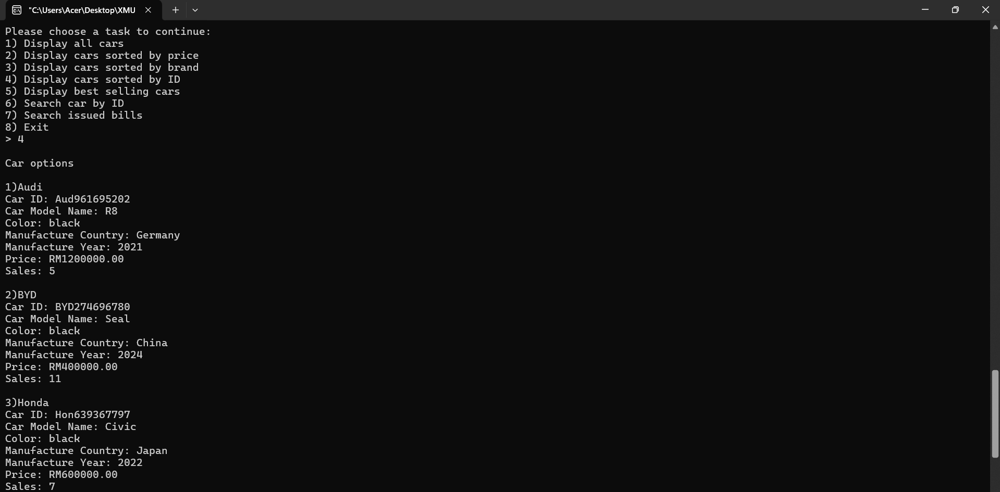 "C:\Users\Acer\Desktop\XMU
Please choose a task to continue:
1) Display all cars
2) Display cars sorted by price
3) Display cars sorted by brand
4) Display cars sorted by ID
5) Display best selling cars
6) Search car by ID
7) Search issued bills
8) Exit
> 4
Car options
1)Audi
Car ID: Aud961695202
Car Model Name: R8
Color: black
Manufacture Country: Germany
Manufacture Year: 2021
Price: RM1200000.00
Sales: 5
2)BYD
Car ID: BYD274696780
Car Model Name: Seal
Color: black
Manufacture Country: China
Manufacture Year: 2024
Price: RM400000.00
Sales: 11
3)Honda
Car ID: Hon639367797
Car Model Name: Civic
Color: black
Manufacture Country: Japan
Manufacture Year: 2022
Price: RM600000.00
Sales: 7